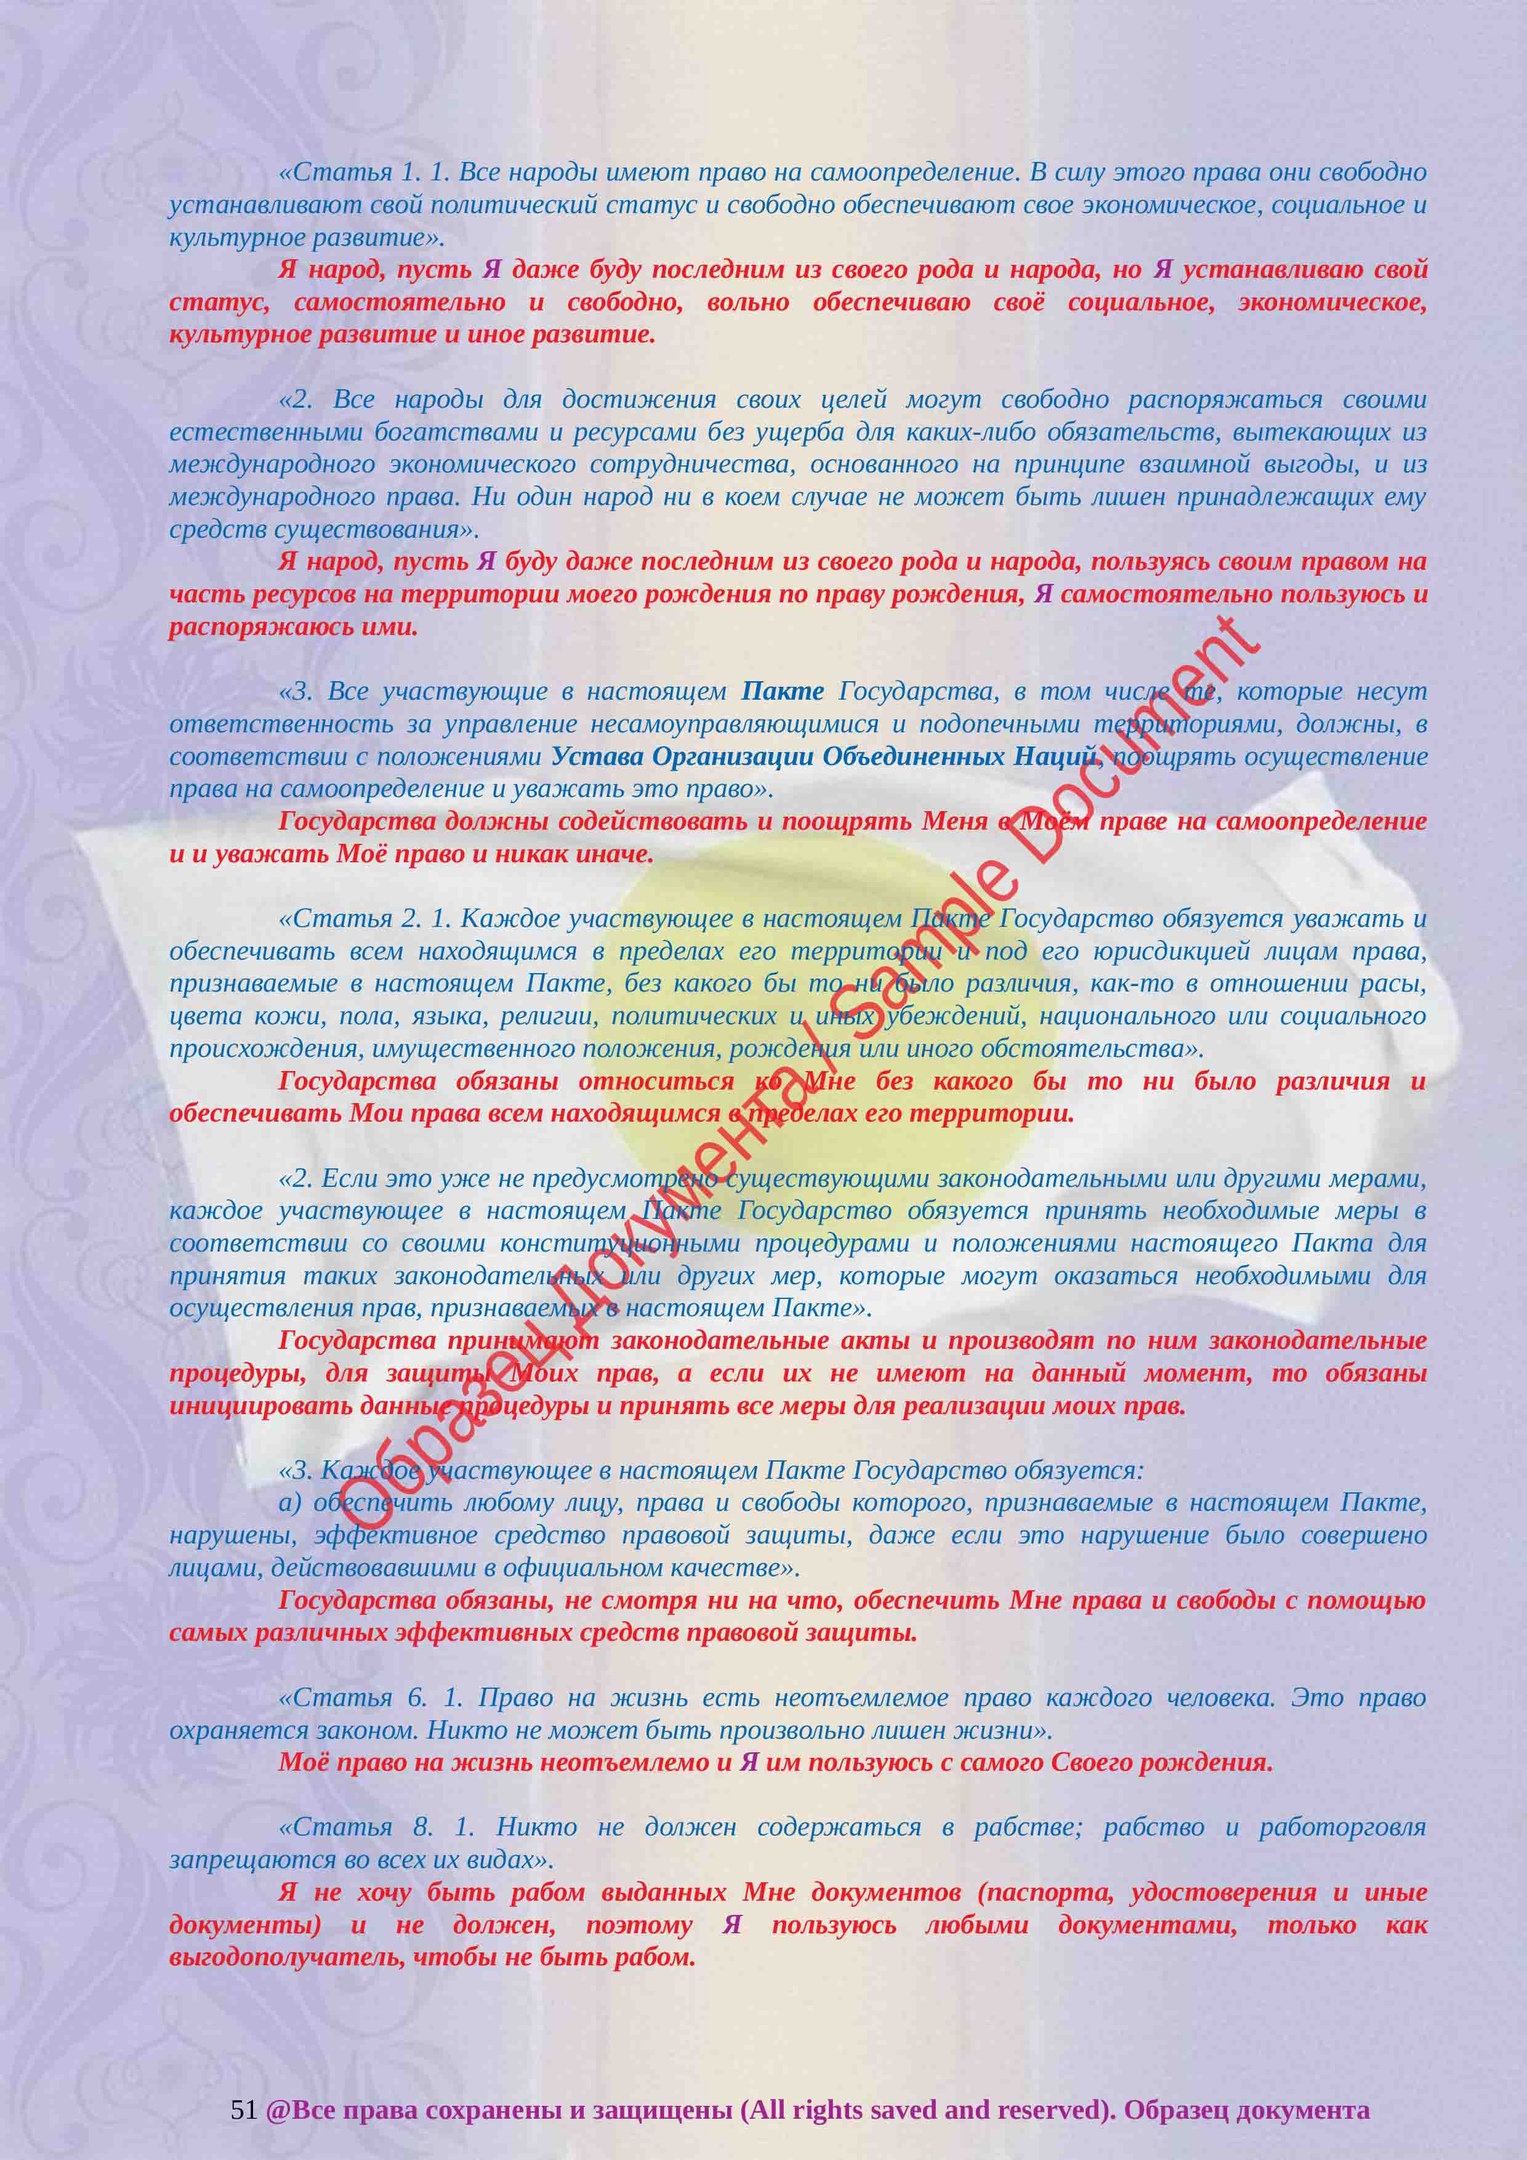 «Статья 1. 1. Все народы имеют право на самоопределение. В силу этого права они свободно
устанавливают свой политический статус и свободно обеспечивают свое экономическое, социальное и
культурное развитие».
Я народ, пусть Я даже буду последним из своего рода и народа, но Я устанавливаю свой
статус, самостоятельно и свободно, вольно обеспечиваю своё социальное, экономическое,
культурное развитие и иное развитие.
«2. Все народы для достижения своих целей могут свободно распоряжаться своими
естественными богатствами и ресурсами без ущерба для каких-либо обязательств, вытекающих из
международного экономического сотрудничества, основанного на принципе взаимной выгоды, и из
международного права. Ни один народ ни в коем случае не может быть лишен принадлежащих ему
средств существования».
Я народ, пусть Я буду даже последним из своего рода и народа, пользуясь своим правом на
часть ресурсов на территории моего рождения по праву рождения, Я самостоятельно пользуюсь и
распоряжаюсь ими.
«3. Все участвующие в настоящем Пакте Государства, в том числе те, которые несут
ответственность за управление несамоуправляющимися и подопечными территориями, должны, в
соответствии с положениями Устава Организации Объединенных Наций, поощрять осуществление
права на самоопределение и уважать это право».
Государства должны содействовать и поощрять Меня в Моём праве на самоопределение
и и уважать Моё право и никак иначе.
«Статья 2. 1. Каждое участвующее в настоящем Пакте Государство обязуется уважать и
обеспечивать всем находящимся в пределах его территории и под его юрисдикцией лицам права,
признаваемые в настоящем Пакте, без какого бы то ни было различия, как-то в отношении расы,
цвета кожи, пола, языка, религии, политических и иных убеждений, национального или социального
происхождения, имущественного положения, рождения или иного обстоятельства».
Государства обязаны относиться ко Мне без какого бы то ни было различия и
обеспечивать Мои права всем находящимся в пределах его территории.
«2. Если это уже не предусмотрено существующими законодательными или другими мерами,
каждое участвующее в настоящем Пакте Государство обязуется принять необходимые меры в
соответствии со своими конституционными процедурами и положениями настоящего Пакта для
принятия таких законодательных или других мер, которые могут оказаться необходимыми для
осуществления прав, признаваемых в настоящем Пакте».
Государства принимают законодательные акты и производят по ним законодательные
процедуры, для защиты Моих прав, а если их не имеют на данный момент, то обязаны
инициировать данные процедуры и принять все меры для реализации моих прав.
«3. Каждое участвующее в настоящем Пакте Государство обязуется:
а) обеспечить любому лицу, права и свободы которого, признаваемые в настоящем Пакте,
нарушены, эффективное средство правовой защиты, даже если это нарушение было совершено
лицами, действовавшими в официальном качестве».
Государства обязаны, не смотря ни на что, обеспечить Мне права и свободы с помощью
самых различных эффективных средств правовой защиты.
«Статья 6. 1. Право на жизнь есть неотъемлемое право каждого человека. Это право
охраняется законом. Никто не может быть произвольно лишен жизни».
Моё право на жизнь неотъемлемо и Я им пользуюсь с самого Своего рождения.
«Статья 8. 1. Никто не должен содержаться в рабстве; рабство и работорговля
запрещаются во всех их видах».
Я не хочу быть рабом выданных Мне документов (паспорта, удостоверения и иные
документы) и не должен, поэтому Я пользуюсь любыми документами, только как
выгодополучатель, чтобы не быть рабом.
Образец Документа / Sample Document
51 @Все права сохранены и защищены (All rights saved and reserved). Образец документа